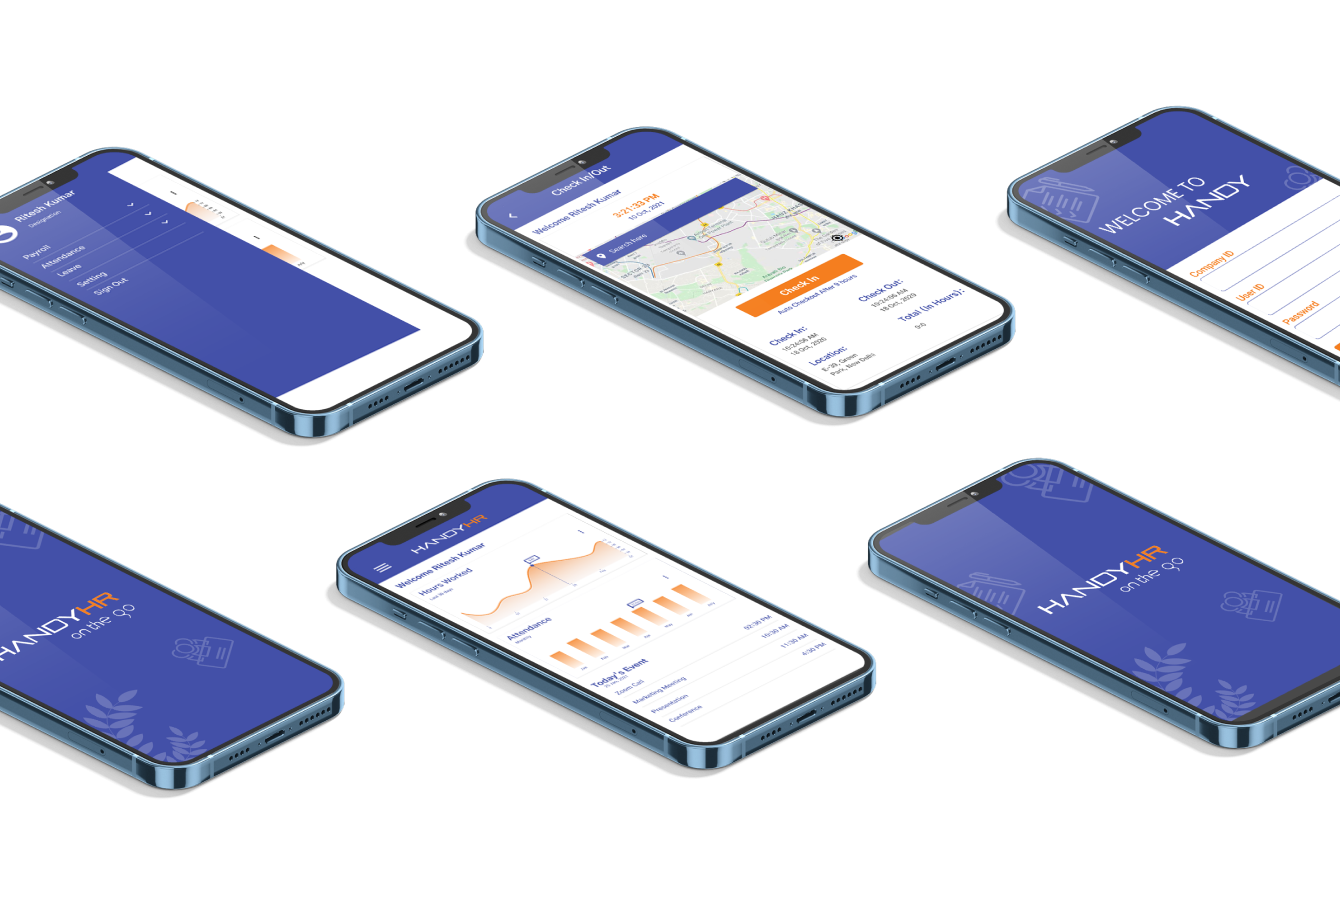 Ritesh Kumar
Designation
Payroll
Attendance
Leave
Setting
Sign Out
Check In/Out
Welcome Ritesh Kumar
3:21:33 PM
10 Oct, 2021
Search here
Check In
Auto Checkout After 9 hours
Check In:
10:24:06 AM
18 Oct, 2020
Check Out:
10:24:06 AM
18 Oct, 2029
Location:
E-39, Green
Park, New Delhi
Total (in Hours):
WELCOME TO
HANDY
Company ID
User ID
Password
HANDYHR
on the go
HANDYHR
Welcome Ritesh Kumar
Hours Worked
Attendance
Monthly
Today's Event
Zoom Call
02:30 PM
Marketing Meeting
10:30 AM
Presentation
11:30 AM
Conference
4:30 PM
HANDYHR
on the go